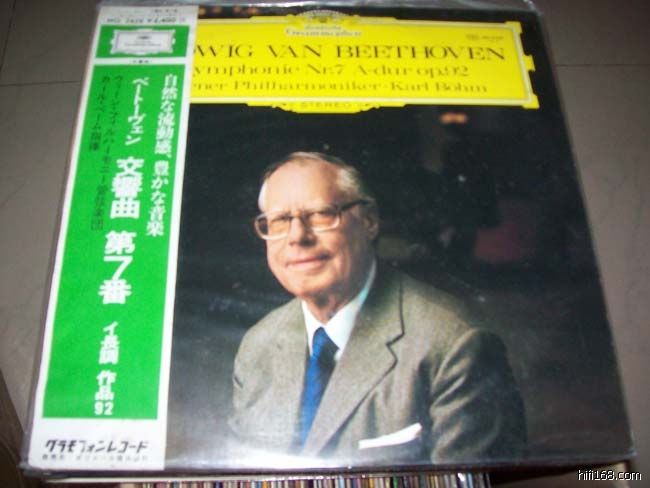 MG 2410 ¥2,400
自然な流動感、豊かな音楽
ベートーヴェン 交響曲 第7番 イ長調 作品92
ウィーン・フィルハーモニー管弦楽団
カール・ベーム指揮
グラモフォンレコード
WIG VAN BEETHOVEN
ymphonie Nr.7 A-dur op.92
ener Philharmoniker · Karl Böhm
STEREO
hifi168.com